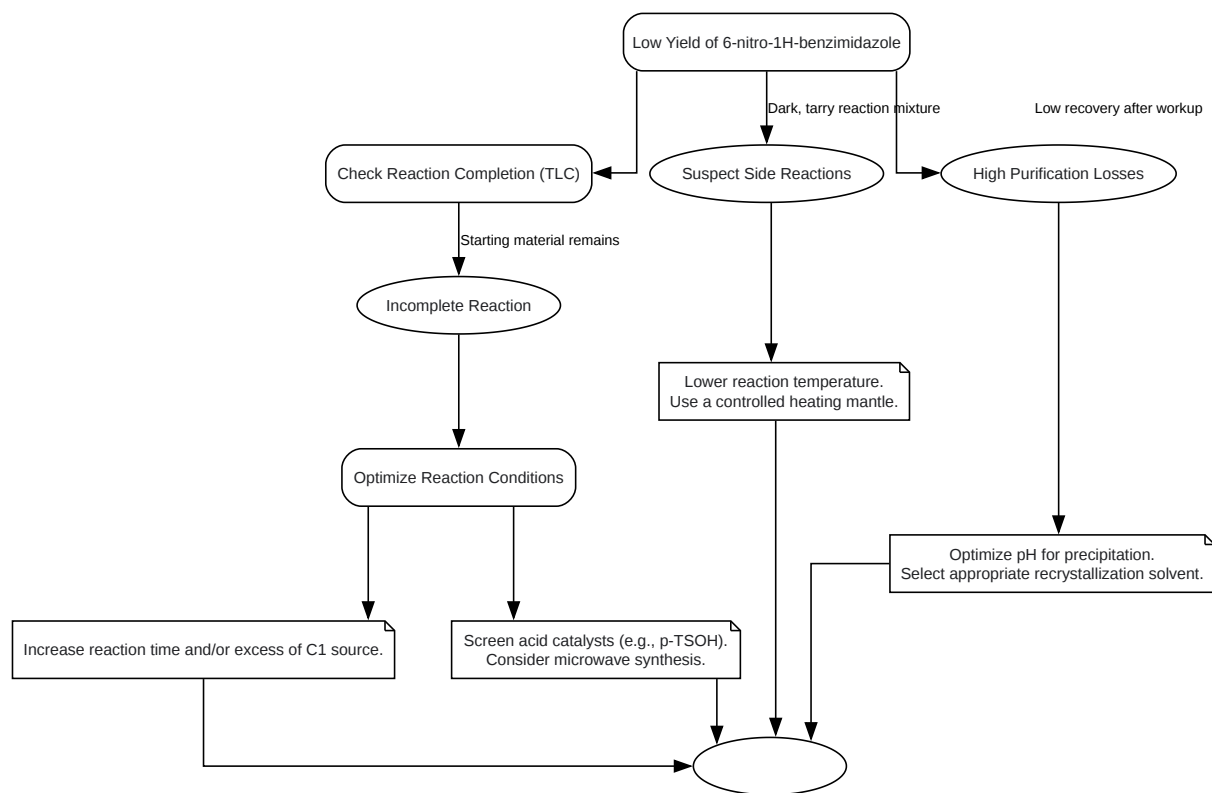 Low Yield of 6-nitro-1H-benzimidazole
Dark, tarry reaction mixture
Low recovery after workup
Check Reaction Completion (TLC)
Suspect Side Reactions
High Purification Losses
Starting material remains
Incomplete Reaction
Lower reaction temperature.
Use a controlled heating mantle.
Optimize Reaction Conditions
Optimize pH for precipitation.
Select appropriate recrystallization solvent.
Increase reaction time and/or excess of C1 source.
Screen acid catalysts (e.g., p-TSOH).
Consider microwave synthesis.